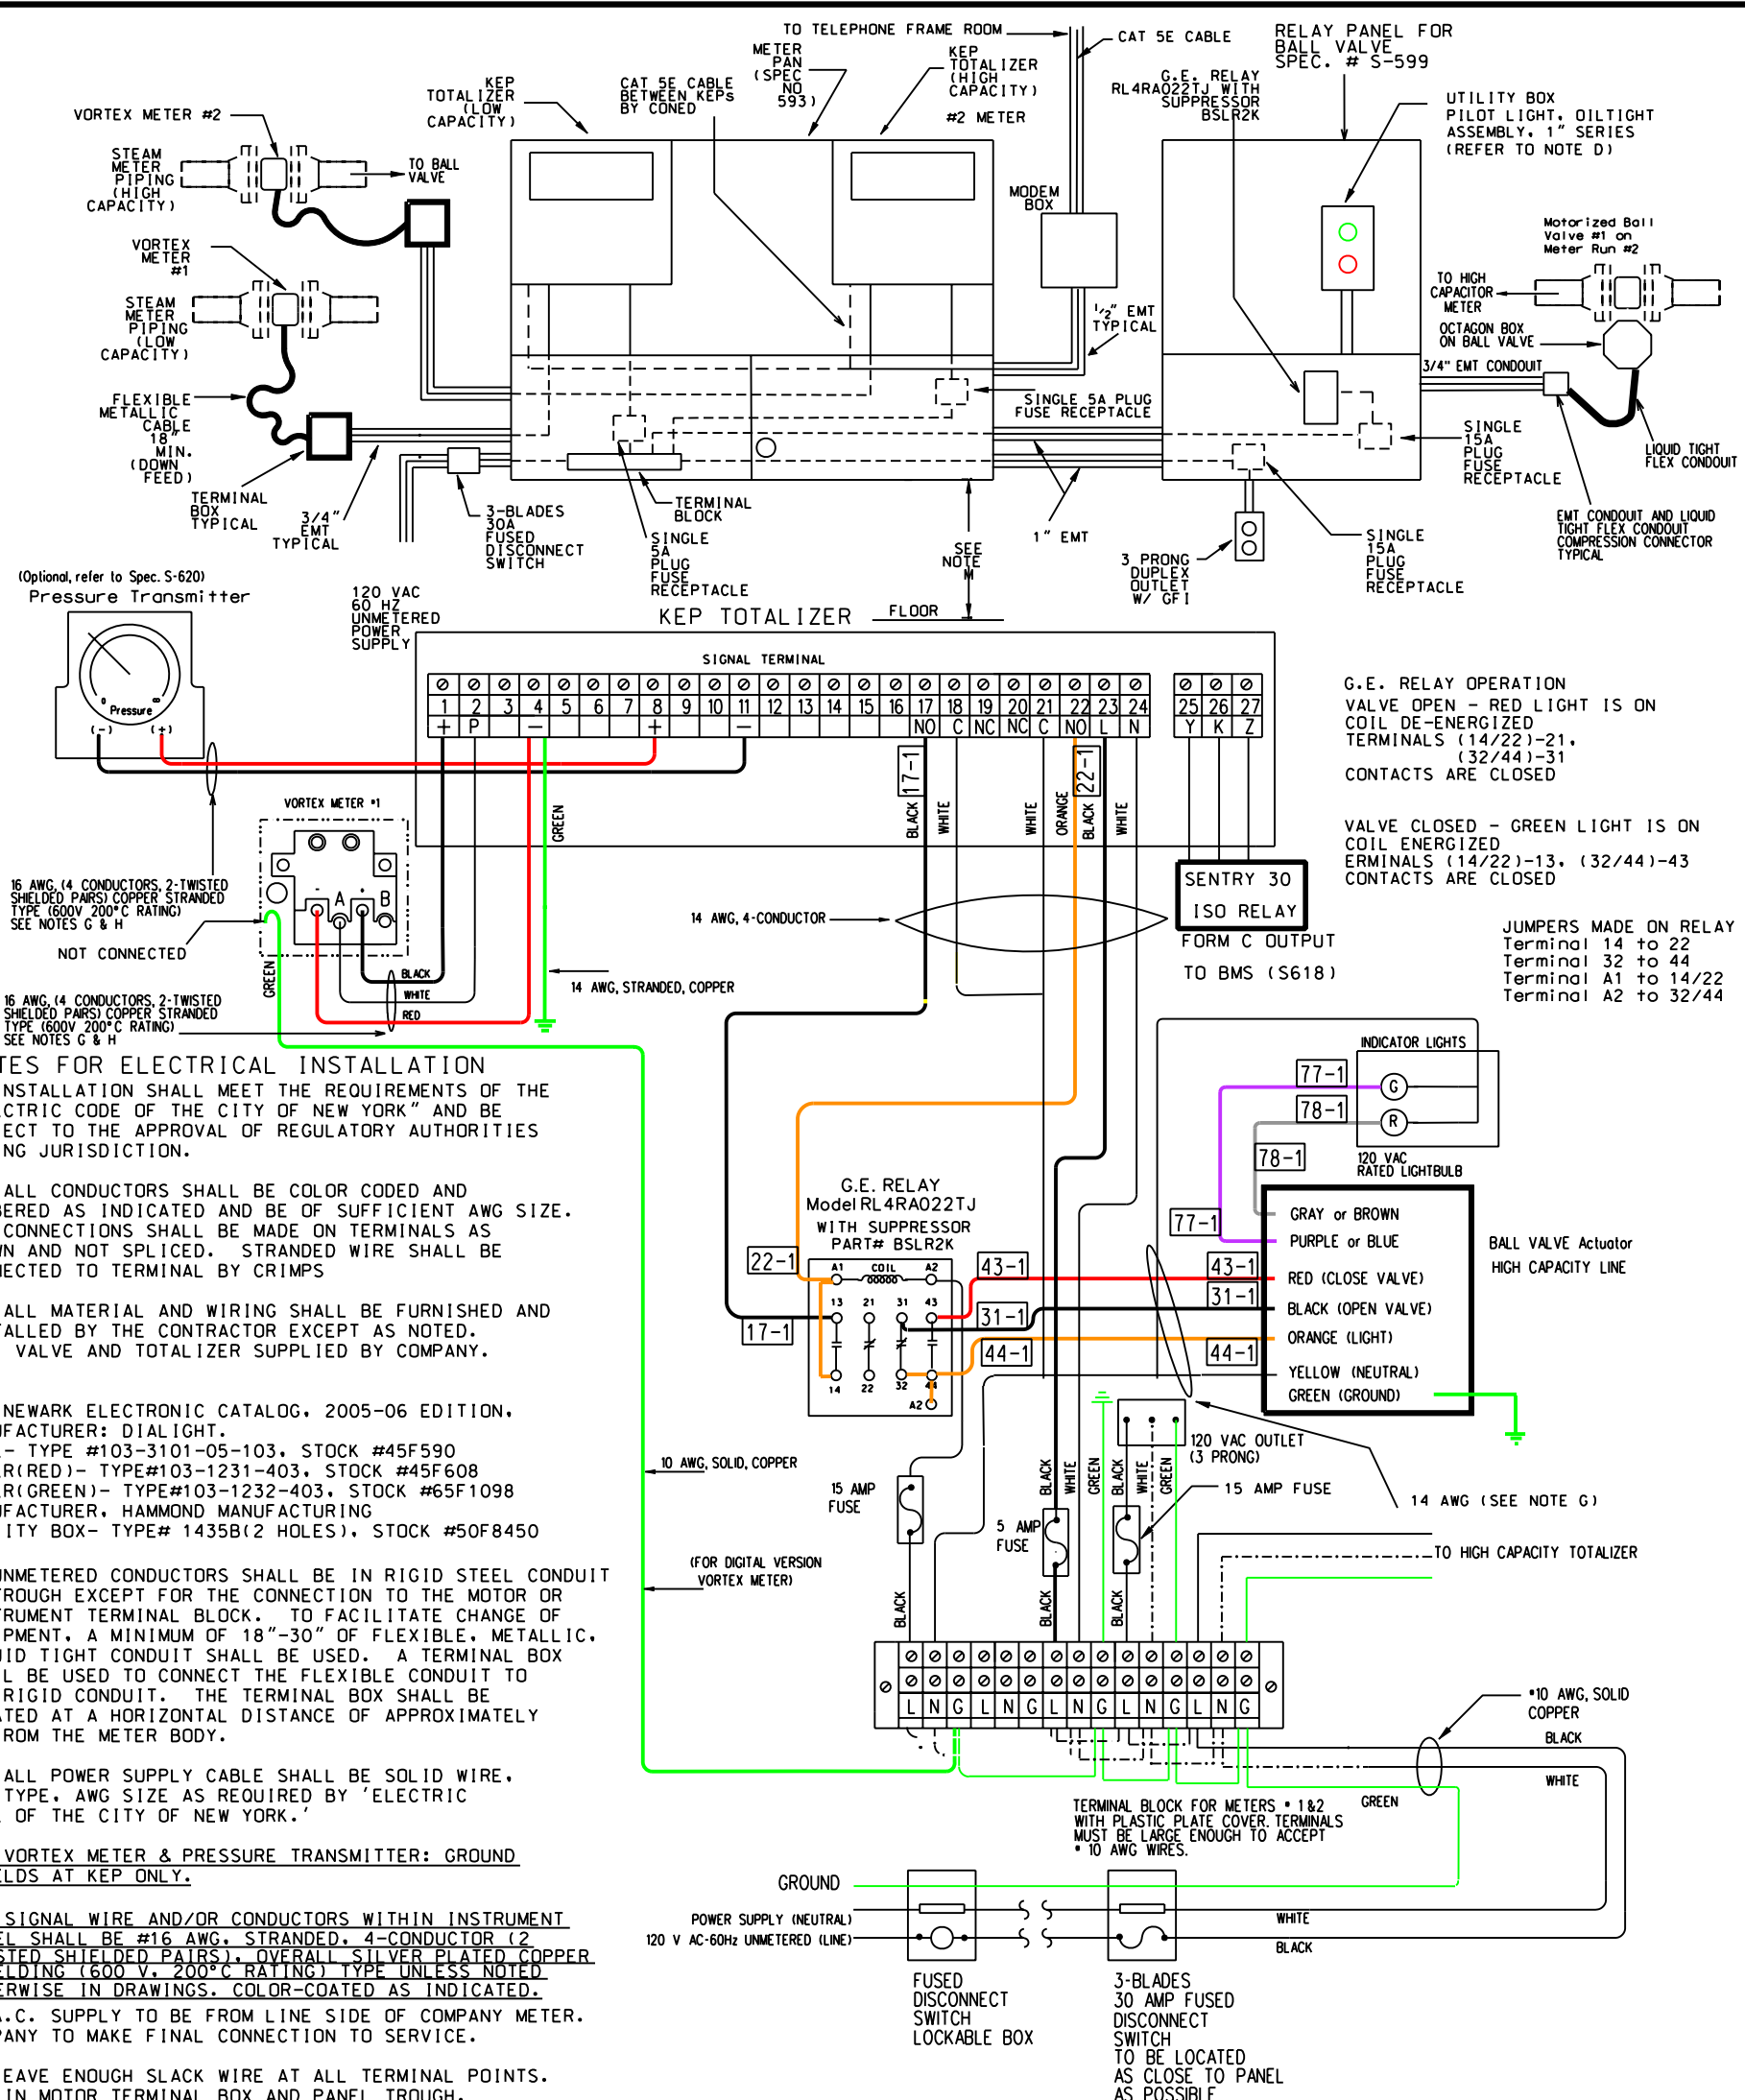 TO TELEPHONE FRAME ROOM
CAT 5E CABLE
RELAY PANEL FOR
BALL VALVE
SPEC. # S-599
METER
PAN
(SPEC
NO
593)
KEP
TOTALIZER
(HIGH
CAPACITY)
#2 METER
KEP
TOTALIZER
(LOW
CAPACITY)
CAT 5E CABLE
BETWEEN KEPs
BY CONED
G.E. RELAY
RL4RA022TJ WITH
SUPPRESSOR
BSLR2K
UTILITY BOX
PILOT LIGHT, OILTIGHT
ASSEMBLY, 1" SERIES
(REFER TO NOTE D)
VORTEX METER #2
STEAM
METER
PIPING
(HIGH
CAPACITY)
TO BALL
VALVE
MODEM
BOX
Motorized Ball
Valve #1 on
Meter Run #2
VORTEX
METER
#1
STEAM
METER
PIPING
(LOW
CAPACITY)
TO HIGH
CAPACITOR
METER
OCTAGON BOX
ON BALL VALVE
1/2" EMT
TYPICAL
3/4" EMT CONDOUIT
FLEXIBLE
METALLIC
CABLE
18"
MIN.
(DOWN
FEED)
SINGLE 5A PLUG
FUSE RECEPTACLE
SINGLE
15A
PLUG
FUSE
RECEPTACLE
LIQUID TIGHT
FLEX CONDOUIT
TERMINAL
BOX
TYPICAL
3/4"
EMT
TYPICAL
3-BLADES
30A
FUSED
DISCONNECT
SWITCH
TERMINAL
BLOCK
SINGLE
5A
PLUG
FUSE
RECEPTACLE
SEE
NOTE
M
1" EMT
3 PRONG
DUPLEX
OUTLET
W/ GFI
SINGLE
15A
PLUG
FUSE
RECEPTACLE
EMT CONDOUIT AND LIQUID
TIGHT FLEX CONDOUIT
COMPRESSION CONNECTOR
TYPICAL
(Optional, refer to Spec. S-620)
Pressure Transmitter
120 VAC
60 HZ
UNMETERED
POWER
SUPPLY
KEP TOTALIZER
FLOOR
SIGNAL TERMINAL
1 2 3 4 5 6 7 8 9 10 11 12 13 14 15 16 17 18 19 20 21 22 23 24 25 26 27
+ P — + — NO C NC NC C NO L N Y K Z
0 Pressure ∞
(-) (+)
G.E. RELAY OPERATION
VALVE OPEN - RED LIGHT IS ON
COIL DE-ENERGIZED
TERMINALS (14/22)-21,
(32/44)-31
CONTACTS ARE CLOSED
VALVE CLOSED - GREEN LIGHT IS ON
COIL ENERGIZED
ERMINALS (14/22)-13, (32/44)-43
CONTACTS ARE CLOSED
17-1
22-1
GREEN
BLACK
WHITE
WHITE
ORANGE
BLACK
WHITE
VORTEX METER #1
- A + B
16 AWG, (4 CONDUCTORS, 2-TWISTED
SHIELDED PAIRS) COPPER STRANDED
TYPE (600V 200°C RATING)
SEE NOTES G & H
NOT CONNECTED
14 AWG, 4-CONDUCTOR
SENTRY 30
ISO RELAY
FORM C OUTPUT
TO BMS (S618)
JUMPERS MADE ON RELAY
Terminal 14 to 22
Terminal 32 to 44
Terminal A1 to 14/22
Terminal A2 to 32/44
GREEN
BLACK
WHITE
RED
14 AWG, STRANDED, COPPER
16 AWG, (4 CONDUCTORS, 2-TWISTED
SHIELDED PAIRS) COPPER STRANDED
TYPE (600V 200°C RATING)
SEE NOTES G & H
TES FOR ELECTRICAL INSTALLATION
NSTALLATION SHALL MEET THE REQUIREMENTS OF THE
CTRIC CODE OF THE CITY OF NEW YORK" AND BE
ECT TO THE APPROVAL OF REGULATORY AUTHORITIES
NG JURISDICTION.
ALL CONDUCTORS SHALL BE COLOR CODED AND
BERED AS INDICATED AND BE OF SUFFICIENT AWG SIZE.
CONNECTIONS SHALL BE MADE ON TERMINALS AS
WN AND NOT SPLICED. STRANDED WIRE SHALL BE
NECTED TO TERMINAL BY CRIMPS
ALL MATERIAL AND WIRING SHALL BE FURNISHED AND
TALLED BY THE CONTRACTOR EXCEPT AS NOTED.
VALVE AND TOTALIZER SUPPLIED BY COMPANY.
NEWARK ELECTRONIC CATALOG, 2005-06 EDITION,
UFACTURER: DIALIGHT.
- TYPE #103-3101-05-103, STOCK #45F590
R(RED)- TYPE#103-1231-403, STOCK #45F608
R(GREEN)- TYPE#103-1232-403, STOCK #65F1098
UFACTURER, HAMMOND MANUFACTURING
ITY BOX- TYPE# 1435B(2 HOLES), STOCK #50F8450
UNMETERED CONDUCTORS SHALL BE IN RIGID STEEL CONDUIT
TROUGH EXCEPT FOR THE CONNECTION TO THE MOTOR OR
TRUMENT TERMINAL BLOCK. TO FACILITATE CHANGE OF
IPMENT, A MINIMUM OF 18"-30" OF FLEXIBLE, METALLIC,
UID TIGHT CONDUIT SHALL BE USED. A TERMINAL BOX
LL BE USED TO CONNECT THE FLEXIBLE CONDUIT TO
RIGID CONDUIT. THE TERMINAL BOX SHALL BE
ATED AT A HORIZONTAL DISTANCE OF APPROXIMATELY
ROM THE METER BODY.
ALL POWER SUPPLY CABLE SHALL BE SOLID WIRE,
TYPE, AWG SIZE AS REQUIRED BY 'ELECTRIC
OF THE CITY OF NEW YORK.'
VORTEX METER & PRESSURE TRANSMITTER: GROUND
ELDS AT KEP ONLY.
SIGNAL WIRE AND/OR CONDUCTORS WITHIN INSTRUMENT
EL SHALL BE #16 AWG, STRANDED, 4-CONDUCTOR (2
STED SHIELDED PAIRS), OVERALL SILVER PLATED COPPER
ELDING (600 V, 200°C RATING) TYPE UNLESS NOTED
ERWISE IN DRAWINGS. COLOR-COATED AS INDICATED.
A.C. SUPPLY TO BE FROM LINE SIDE OF COMPANY METER.
PANY TO MAKE FINAL CONNECTION TO SERVICE.
EAVE ENOUGH SLACK WIRE AT ALL TERMINAL POINTS.
IN MOTOR TERMINAL BOX AND PANEL TROUGH.
INDICATOR LIGHTS
77-1
G
78-1
R
78-1
120 VAC
RATED LIGHTBULB
G.E. RELAY
Model RL4RA022TJ
WITH SUPPRESSOR
PART# BSLR2K
22-1
A1 COIL A2
13 21 31 43
14 22 32 44
A2
17-1
43-1
31-1
44-1
77-1
43-1
31-1
44-1
GRAY or BROWN
PURPLE or BLUE
RED (CLOSE VALVE)
BLACK (OPEN VALVE)
ORANGE (LIGHT)
YELLOW (NEUTRAL)
GREEN (GROUND)
BALL VALVE Actuator
HIGH CAPACITY LINE
120 VAC OUTLET
(3 PRONG)
10 AWG, SOLID, COPPER
15 AMP
FUSE
BLACK
WHITE
GREEN
BLACK
WHITE
GREEN
15 AMP FUSE
14 AWG (SEE NOTE G)
5 AMP
FUSE
(FOR DIGITAL VERSION
VORTEX METER)
TO HIGH CAPACITY TOTALIZER
BLACK
BLACK
BLACK
L N G L N G L N G L N G L N G
#10 AWG, SOLID
COPPER
BLACK
WHITE
GREEN
TERMINAL BLOCK FOR METERS # 1&2
WITH PLASTIC PLATE COVER. TERMINALS
MUST BE LARGE ENOUGH TO ACCEPT
# 10 AWG WIRES.
GROUND
POWER SUPPLY (NEUTRAL)
120 V AC-60Hz UNMETERED (LINE)
WHITE
BLACK
FUSED
DISCONNECT
SWITCH
LOCKABLE BOX
3-BLADES
30 AMP FUSED
DISCONNECT
SWITCH
TO BE LOCATED
AS CLOSE TO PANEL
AS POSSIBLE